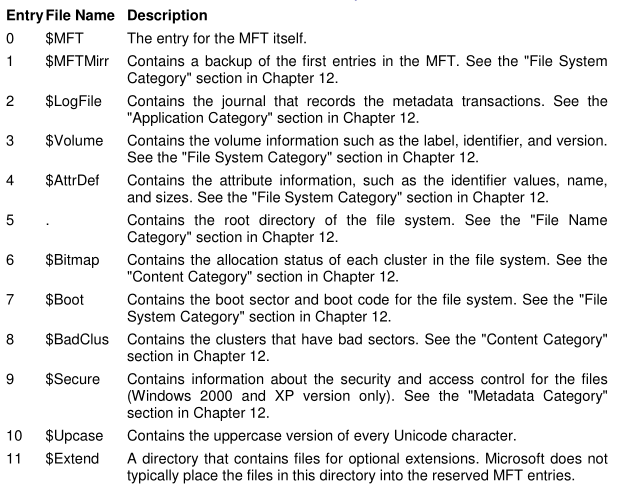 Entry File Name Description
0 $MFT The entry for the MFT itself.
1 $MFTMirr Contains a backup of the first entries in the MFT. See the "File System
Category" section in Chapter 12.
2 $LogFile Contains the journal that records the metadata transactions. See the
"Application Category" section in Chapter 12.
3 $Volume Contains the volume information such as the label, identifier, and version.
See the "File System Category" section in Chapter 12.
4 $AttrDef Contains the attribute information, such as the identifier values, name,
and sizes. See the "File System Category" section in Chapter 12.
5 . Contains the root directory of the file system. See the "File Name
Category" section in Chapter 12.
6 $Bitmap Contains the allocation status of each cluster in the file system. See the
"Content Category" section in Chapter 12.
7 $Boot Contains the boot sector and boot code for the file system. See the "File
System Category" section in Chapter 12.
8 $BadClus Contains the clusters that have bad sectors. See the "Content Category"
section in Chapter 12.
9 $Secure Contains information about the security and access control for the files
(Windows 2000 and XP version only). See the "Metadata Category"
section in Chapter 12.
10 $Upcase Contains the uppercase version of every Unicode character.
11 $Extend A directory that contains files for optional extensions. Microsoft does not
typically place the files in this directory into the reserved MFT entries.